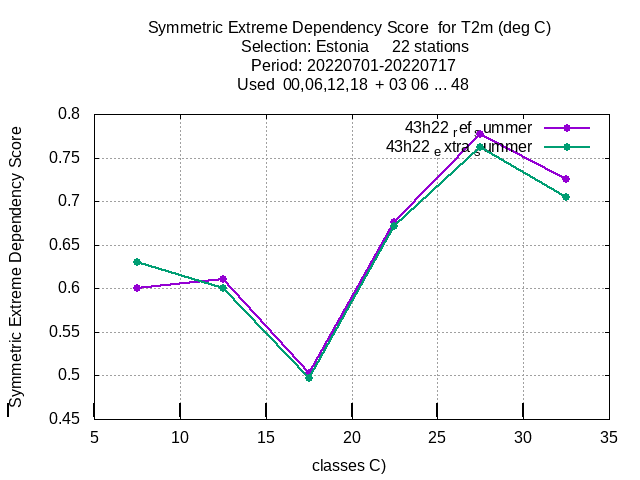 Symmetric Extreme Dependency Score for T2m (deg C)
Selection: Estonia 22 stations
Period: 20220701-20220717
Used 00,06,12,18 + 03 06 ... 48
Symmetric Extreme Dependency Score
0.8
0.75
0.7
0.65
0.6
0.55
0.5
0.45
43h22 ref summer
43h22 extra summer
5 10 15 20 25 30 35
classes C)